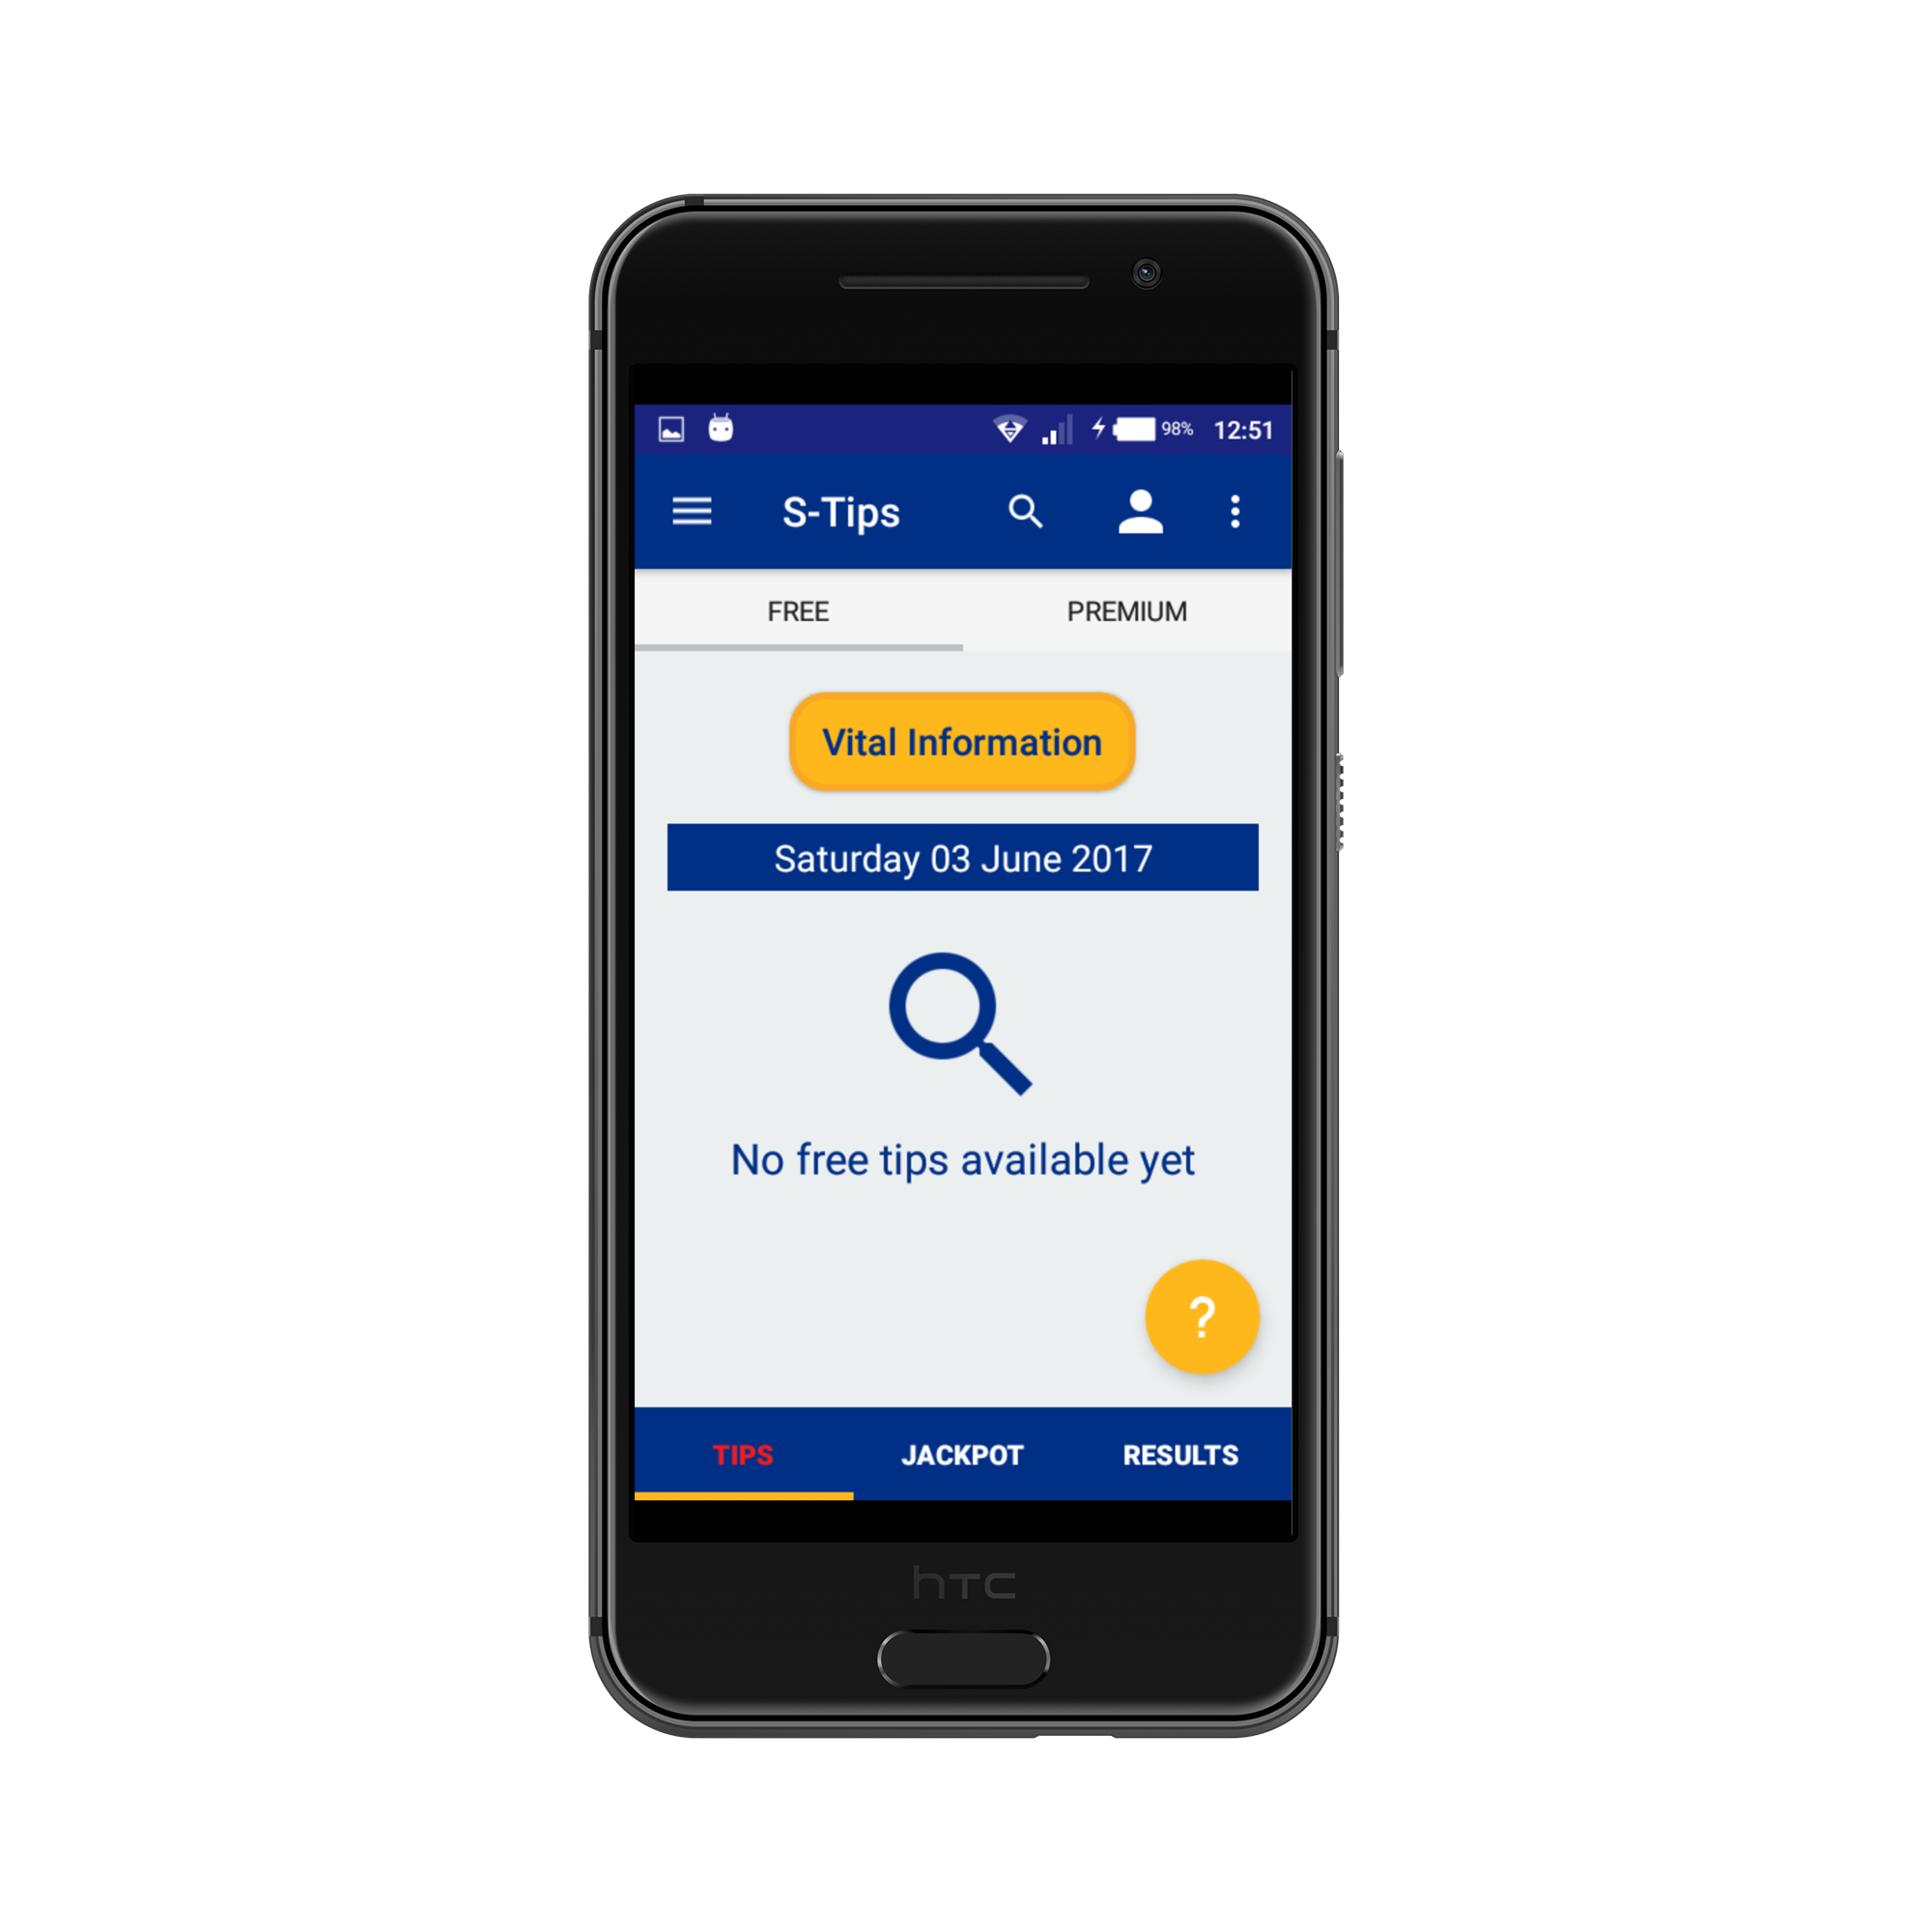 98% 12:51
S-Tips
FREE PREMIUM
Vital Information
Saturday 03 June 2017
No free tips available yet
?
TIPS JACKPOT RESULTS
hTC